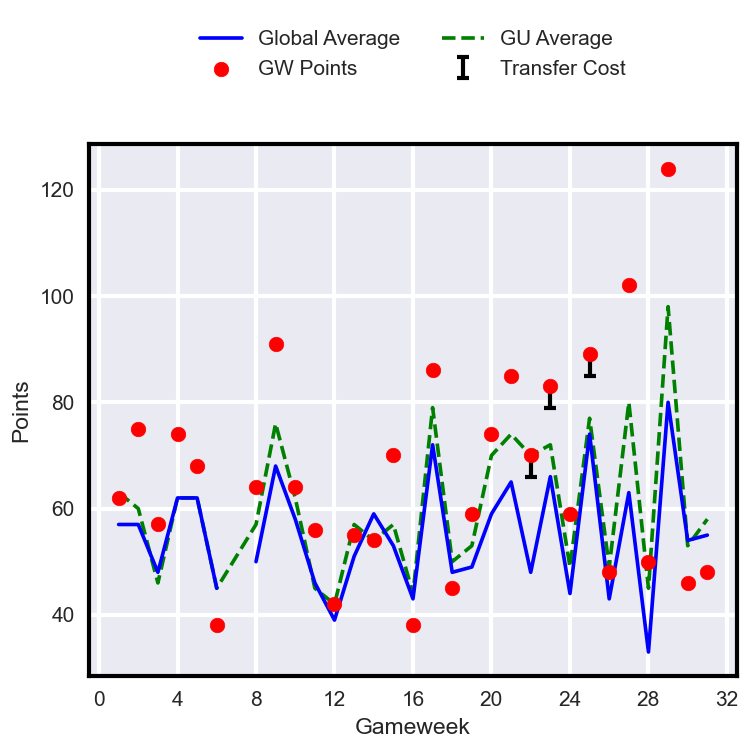 Global Average
GU Average
GW Points
Transfer Cost
120
100
80
60
40
Points
0 4 8 12 16 20 24 28 32
Gameweek